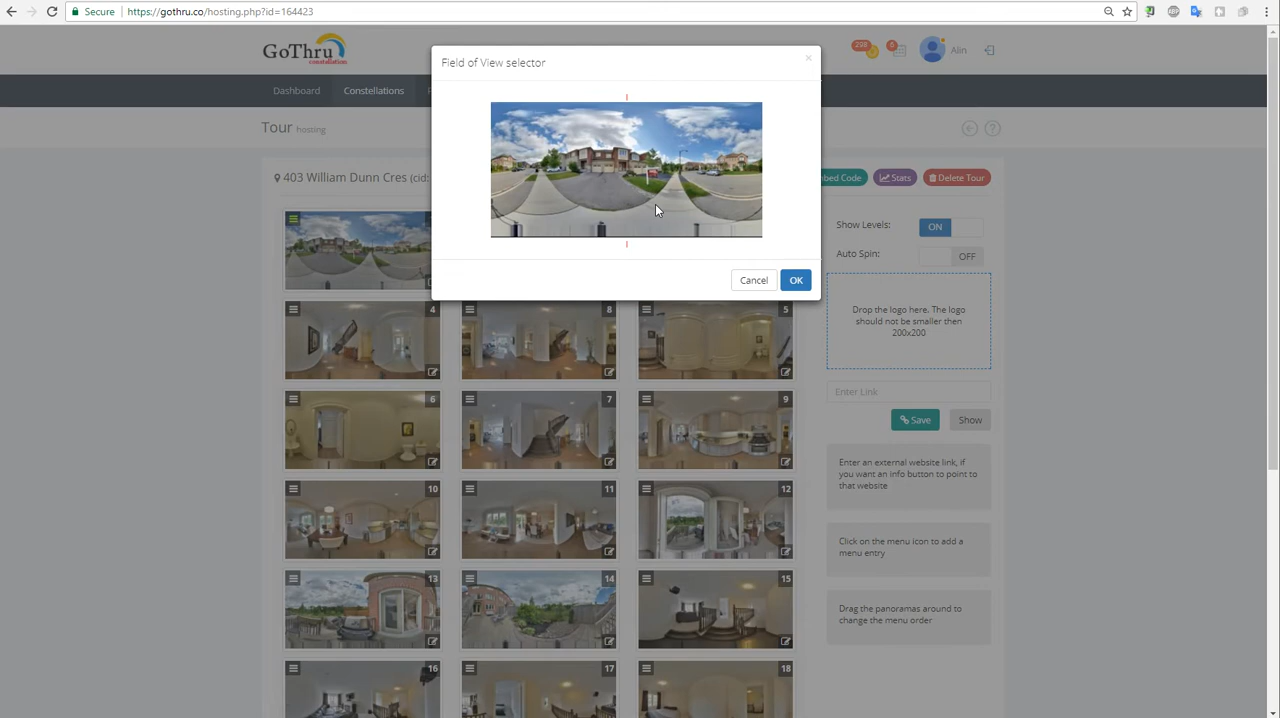 Secure https://gothru.co/hosting.php?id=164423
GoThru
constellation
298
6
Alin
Dashboard
Constellations
Field of View selector
×
Tour hosting
403 William Dunn Cres (cid:
Embed Code
Stats
Delete Tour
Show Levels:
ON
Auto Spin:
OFF
Cancel
OK
Drop the logo here. The logo
should not be smaller then
200x200
4
8
5
Enter Link
Save
Show
6
7
9
Enter an external website link, if
you want an info button to point to
that website
10
11
12
Click on the menu icon to add a
menu entry
13
14
15
Drag the panoramas around to
change the menu order
16
17
18